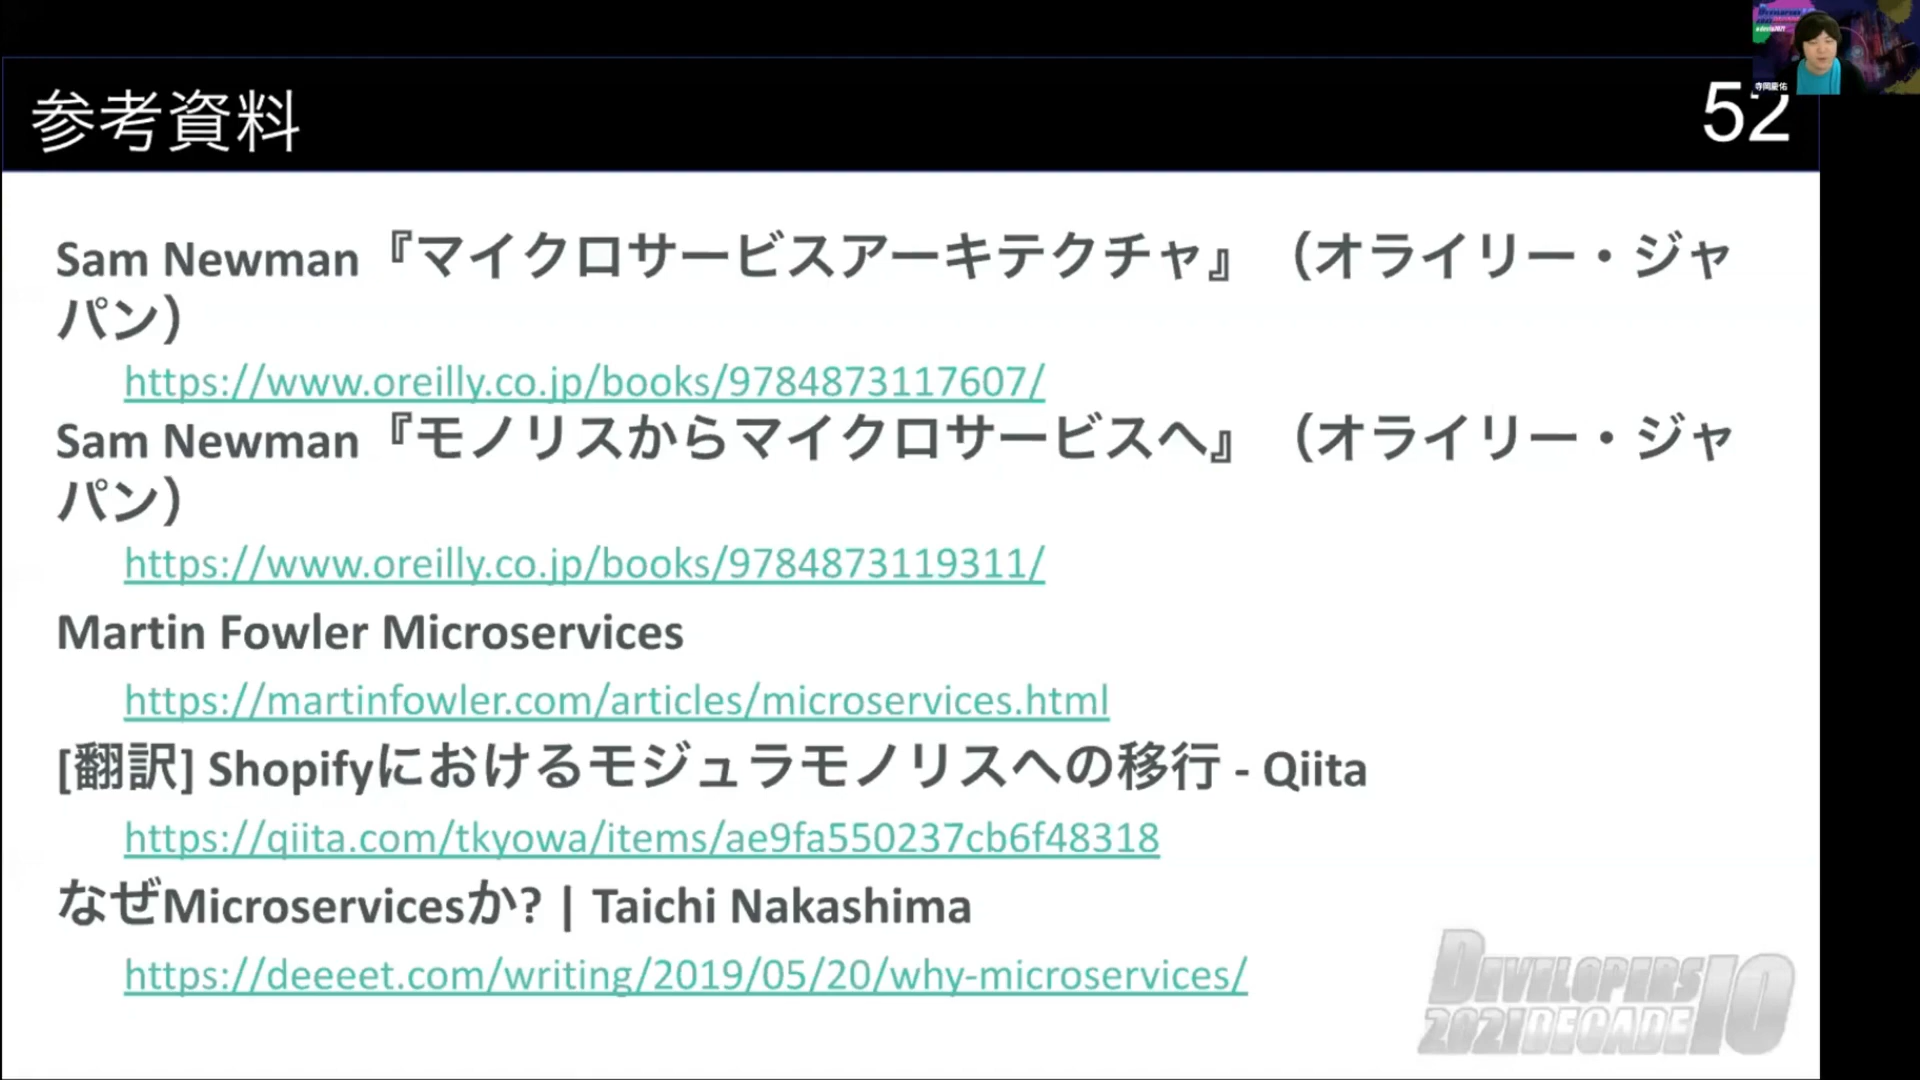 参考資料
52
寺岡慶佑
Sam Newman『マイクロサービスアーキテクチャ』（オライリー・ジャ
パン）
https://www.oreilly.co.jp/books/9784873117607/
Sam Newman『モノリスからマイクロサービスへ』（オライリー・ジャ
パン）
https://www.oreilly.co.jp/books/9784873119311/
Martin Fowler Microservices
https://martinfowler.com/articles/microservices.html
[翻訳] Shopifyにおけるモジュラモノリスへの移行 - Qiita
https://qiita.com/tkyowa/items/ae9fa550237cb6f48318
なぜMicroservicesか? | Taichi Nakashima
https://deeeet.com/writing/2019/05/20/why-microservices/
DEVELOPERS IO
2021 DECADE